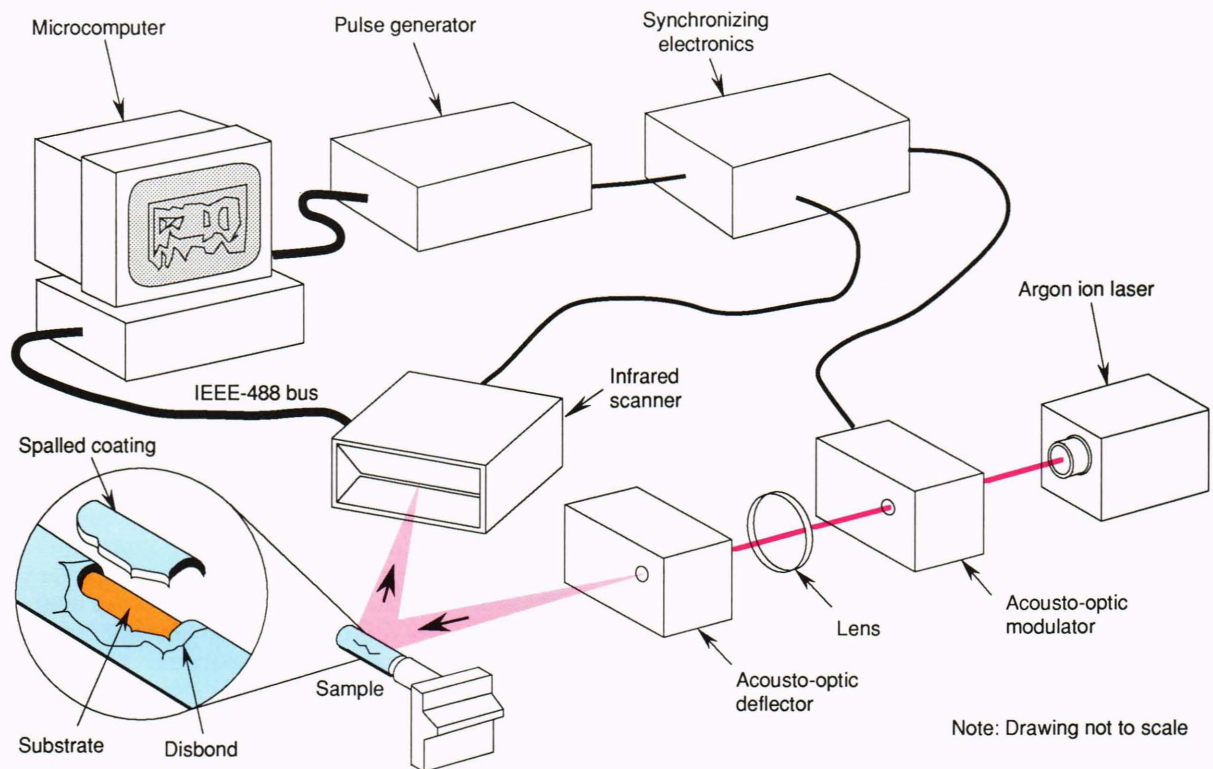 Microcomputer
Pulse generator
Synchronizing
electronics
Argon ion laser
IEEE-488 bus
Infrared
scanner
Spalled coating
Acousto-optic
modulator
Lens
Sample
Acousto-optic
deflector
Substrate
Disbond
Note: Drawing not to scale